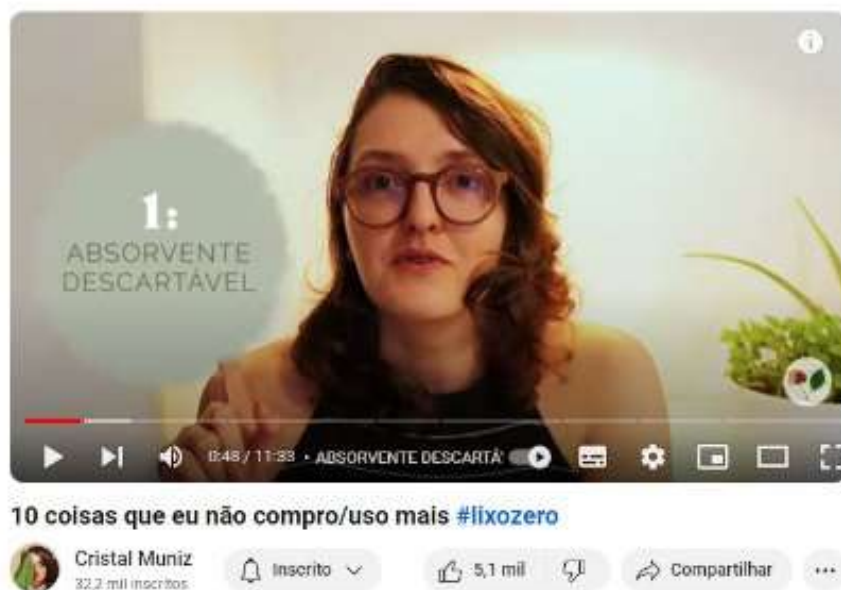 1:
ABSORVENTE
DESCARTÁVEL
0:48 / 11:33 • ABSORVENTE DESCARTÁ
10 coisas que eu não compro/uso mais #lixozero
Cristal Muniz
32,2 mil inscritos
Inscrito
5,1 mil
Compartilhar